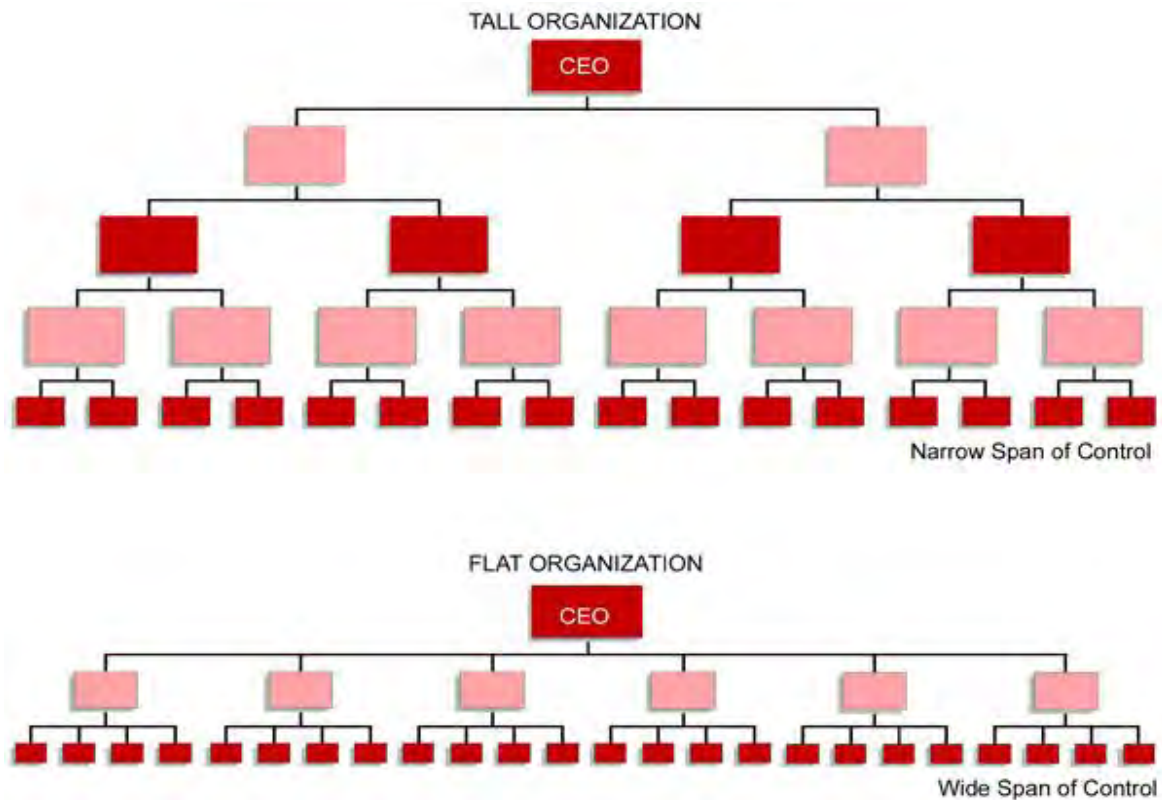 TALL ORGANIZATION
CEO
Narrow Span of Control
FLAT ORGANIZATION
CEO
Wide Span of Control